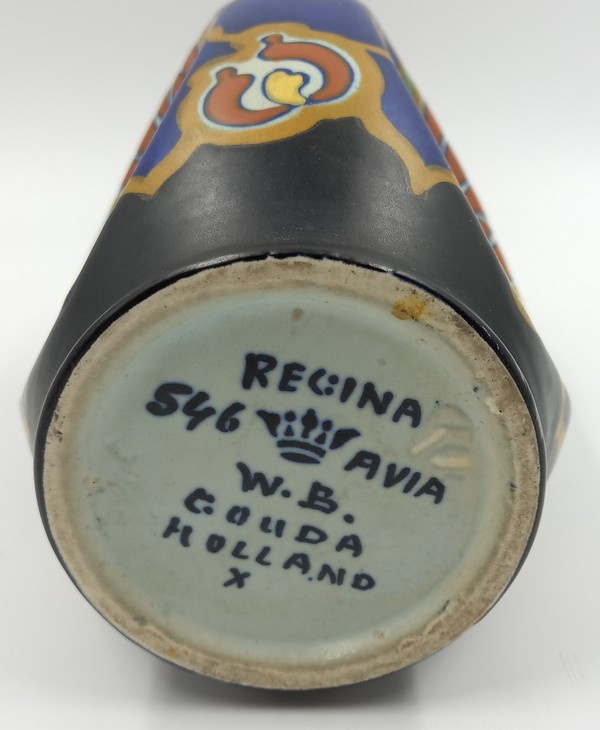 REGINA
546 AVIA
W.B.
GOUDA
HOLLAND
X